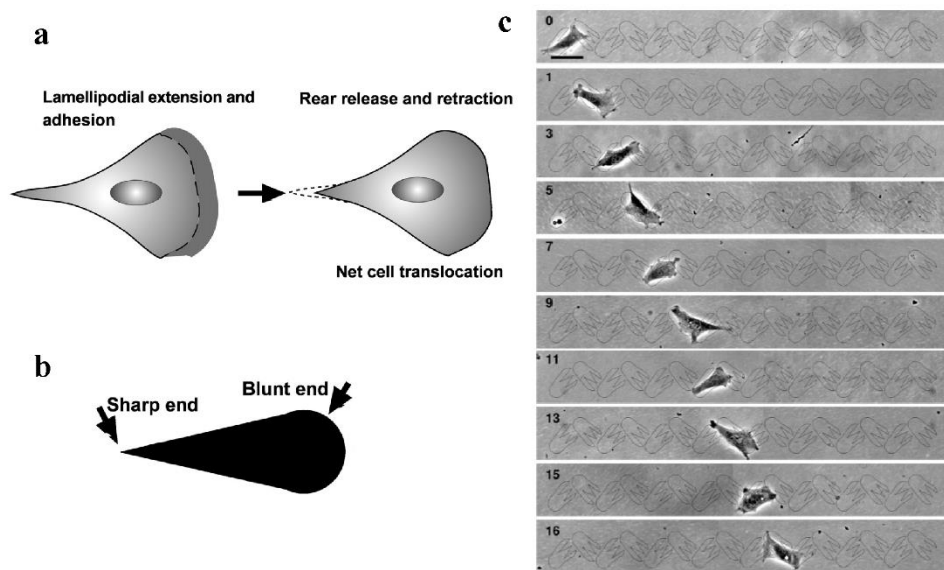 a
Lamellipodial extension and
adhesion
Rear release and retraction
Net cell translocation
b
Sharp end
Blunt end
c
0
1
3
5
7
9
11
13
15
16